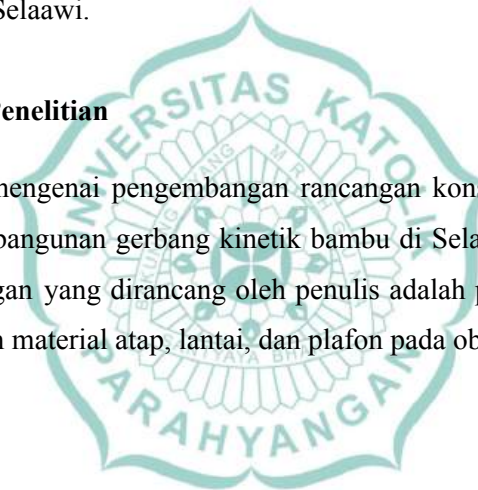 Selaawi.
Penelitian
mengenai pengembangan rancangan kons
bangunan gerbang kinetik bambu di Sela
gan yang dirancang oleh penulis adalah p
n material atap, lantai, dan plafon pada ob
UNIVERSITAS KATOLIK
PARAHYANGAN